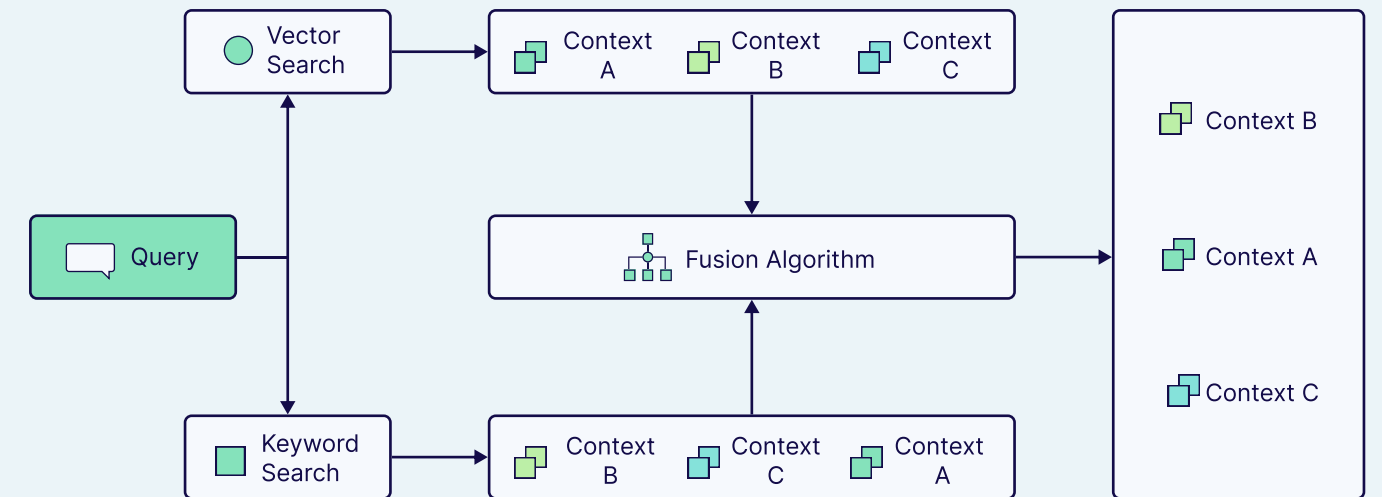 Vector
Search
Context
A
Context
B
Context
C
Query
Fusion Algorithm
Keyword
Search
Context
B
Context
C
Context
A
Context B
Context A
Context C